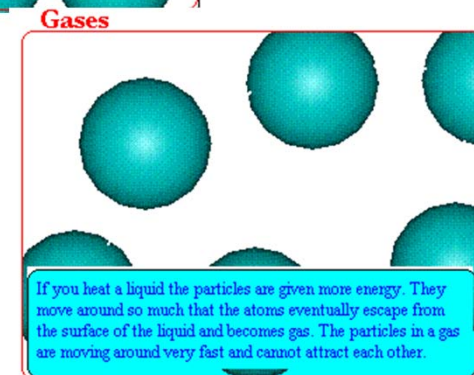 Gases
If you heat a liquid the particles are given more energy. They
move around so much that the atoms eventually escape from
the surface of the liquid and becomes gas. The particles in a gas
are moving around very fast and cannot attract each other.